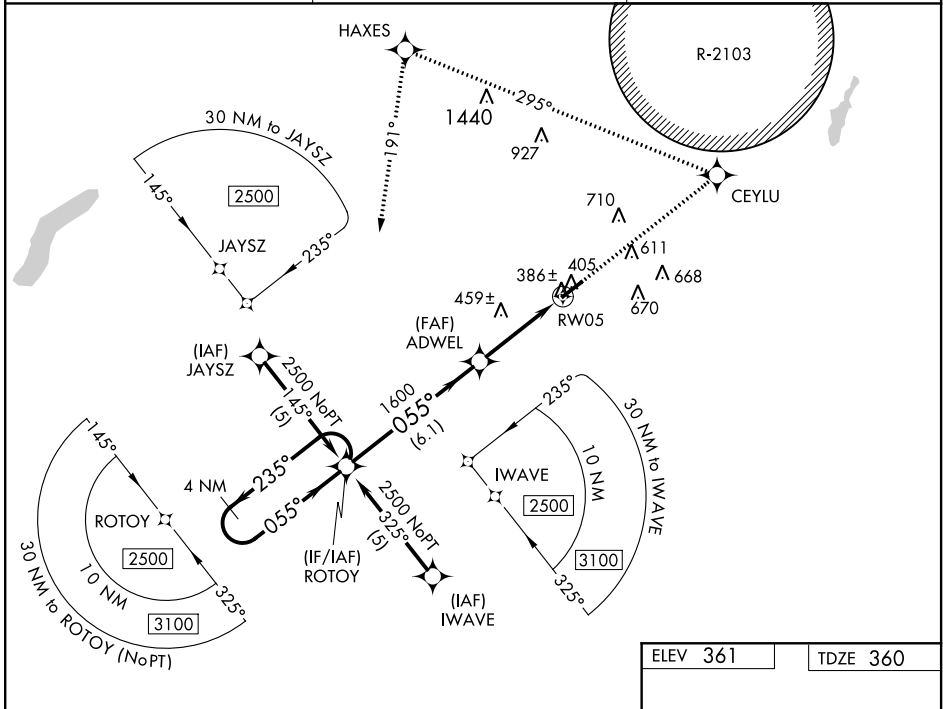 HAXES
R-2103
295°
1440
927
191°
30 NM to JAYSZ
145°
2500
235°
JAYSZ
CEYLU
710
611
668
670
386±
405
459±
RW05
(FAF)
ADWEL
(IAF)
JAYSZ
2500 NoPT
145°
(5)
1600
055°
(6.1)
235°
055°
4 NM
(IF/IAF)
ROTOY
2500 NoPT
325°
(5)
(IAF)
IWAVE
145°
ROTOY
2500
10 NM
3100
325°
30 NM to ROTOY (NoPT)
235°
IWAVE
10 NM
2500
30 NM to IWAVE
3100
325°
ELEV 361
TDZE 360